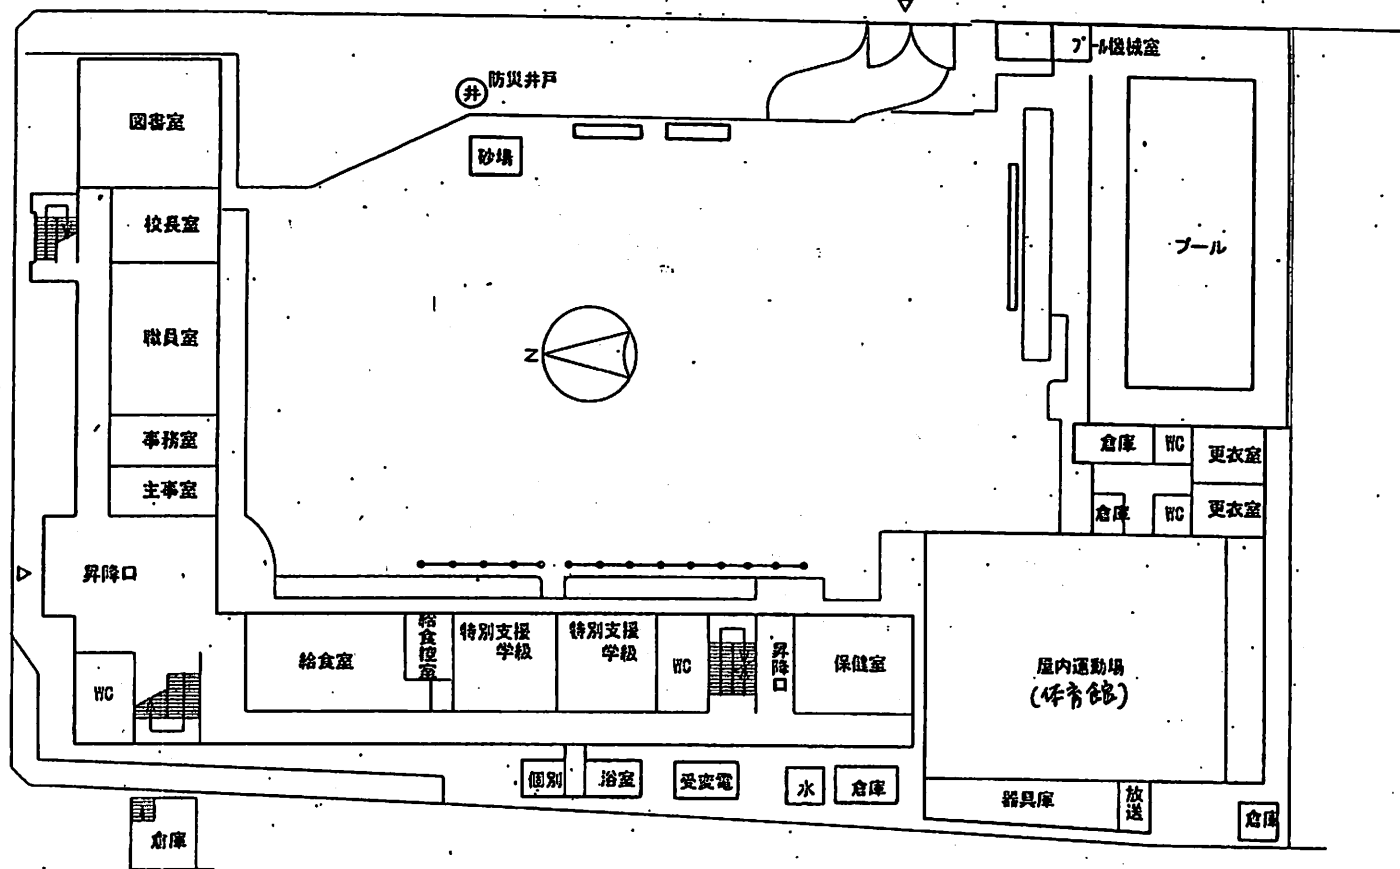 プール機械室
井
防災井戸
図書室
砂場
校長室
プール
職員室
N
事務室
倉庫
WC
更衣室
主事室
倉庫
WC
更衣室
昇降口
給食室
給食控室
特別支援
学級
特別支援
学級
WC
昇降口
保健室
屋内運動場
(体育館)
WC
個別
浴室
受変電
水
倉庫
器具庫
放送
倉庫
倉庫